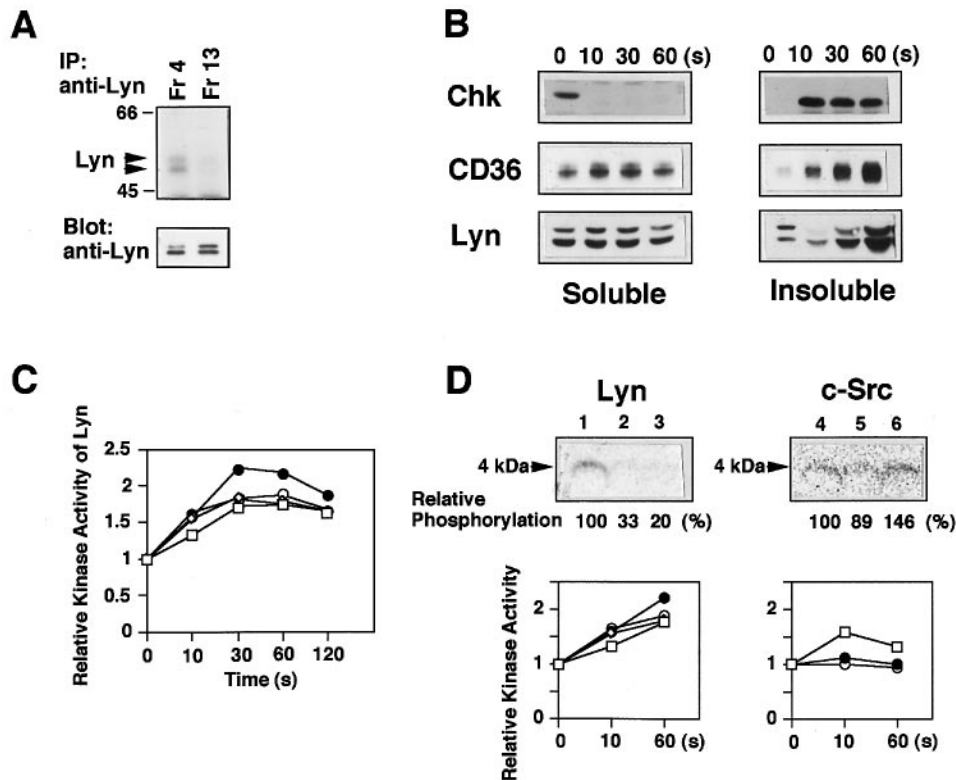 A
IP:
anti-Lyn
Fr 4
Fr 13
66
Lyn
45
Blot:
anti-Lyn
B
0 10 30 60 (s)
0 10 30 60 (s)
Chk
CD36
Lyn
Soluble
Insoluble
C
Relative Kinase Activity of Lyn
2.5
2
1.5
1
0.5
0
0 10 30 60 120
Time (s)
D
Lyn
c-Src
1 2 3
4 5 6
4 kDa
4 kDa
Relative
Phosphorylation 100 33 20 (%)
100 89 146 (%)
Relative Kinase Activity
2
1
0
0 10 60 (s)
2
1
0
0 10 60 (s)